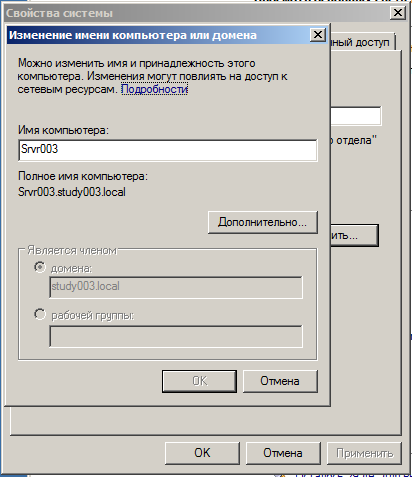 Свойства системы
Изменение имени компьютера или домена
нный доступ
Можно изменить имя и принадлежность этого
компьютера. Изменения могут повлиять на доступ к
сетевым ресурсам. Подробности
Имя компьютера:
Srvr003
о отдела"
Полное имя компьютера:
Srvr003.study003.local
Дополнительно...
ить...
Является членом
домена:
study003.local
рабочей группы:
OK
Отмена
OK
Отмена
Применить